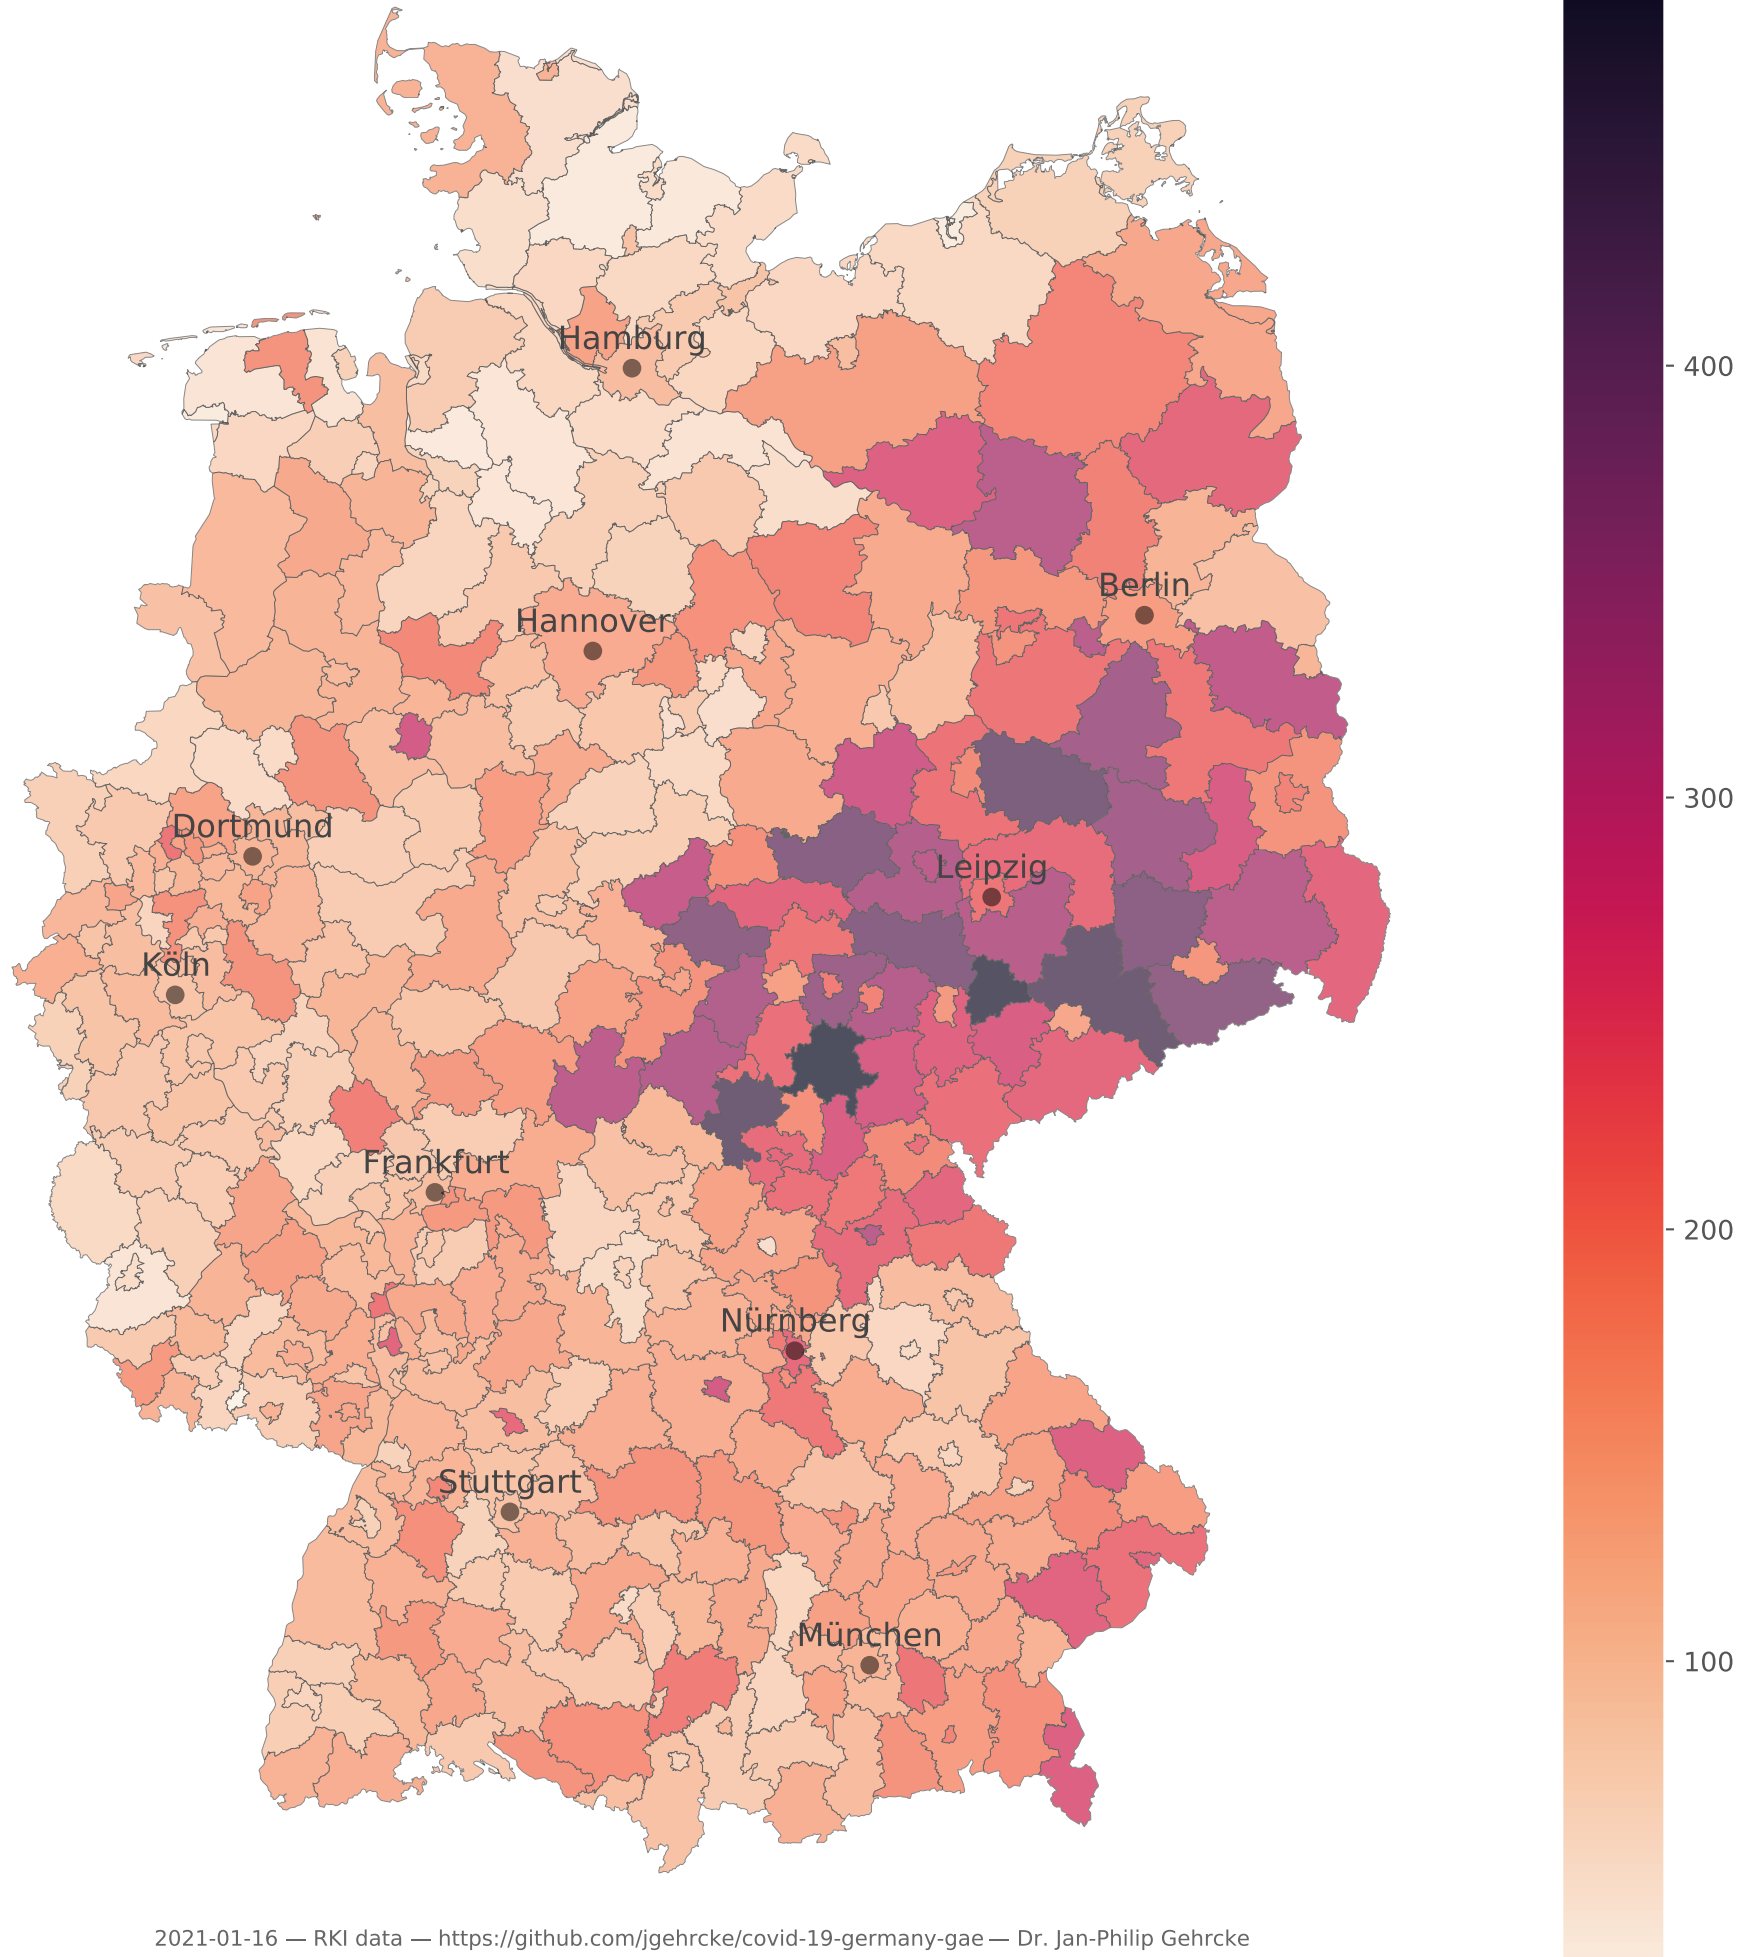 Hamburg
400
Berlin
Hannover
300
Dortmund
Leipzig
Köln
Frankfurt
200
Nürnberg
Stuttgart
München
100
2021-01-16 — RKI data — https://github.com/jgehrcke/covid-19-germany-gae — Dr. Jan-Philip Gehrcke